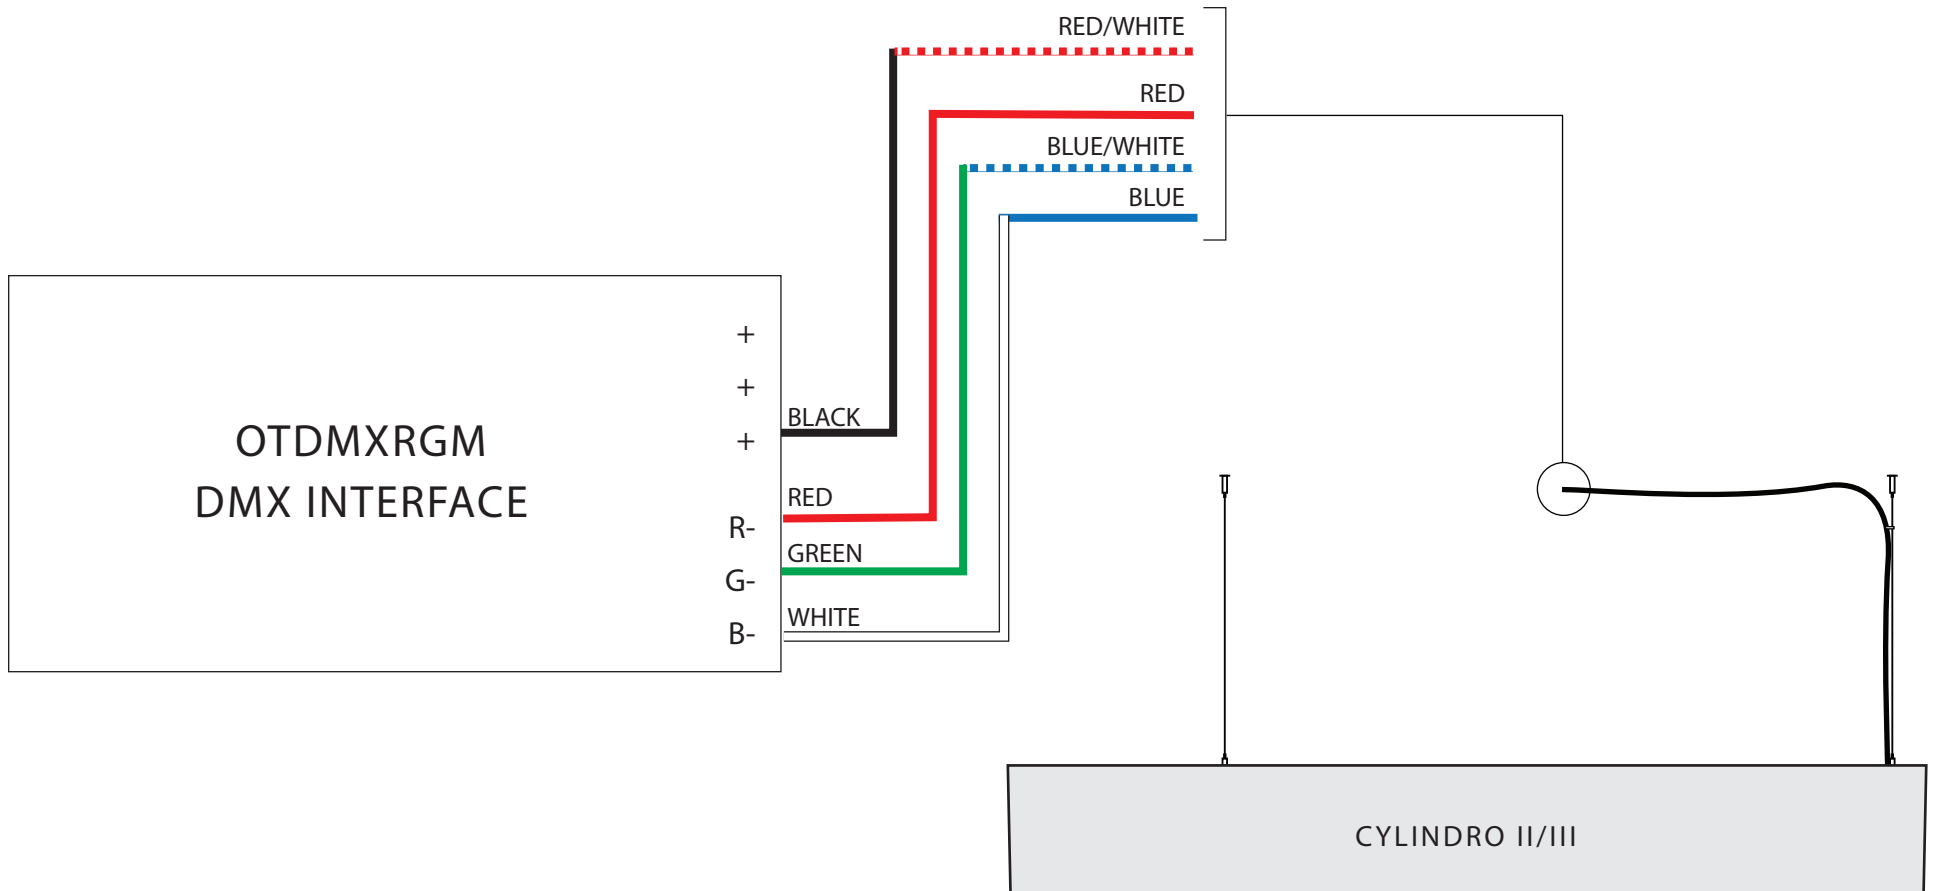 RED/WHITE
RED
BLUE/WHITE
BLUE
+
+
+
BLACK
OTDMXRGM
DMX INTERFACE
RED
R-
GREEN
G-
WHITE
B-
CYLINDRO II/III